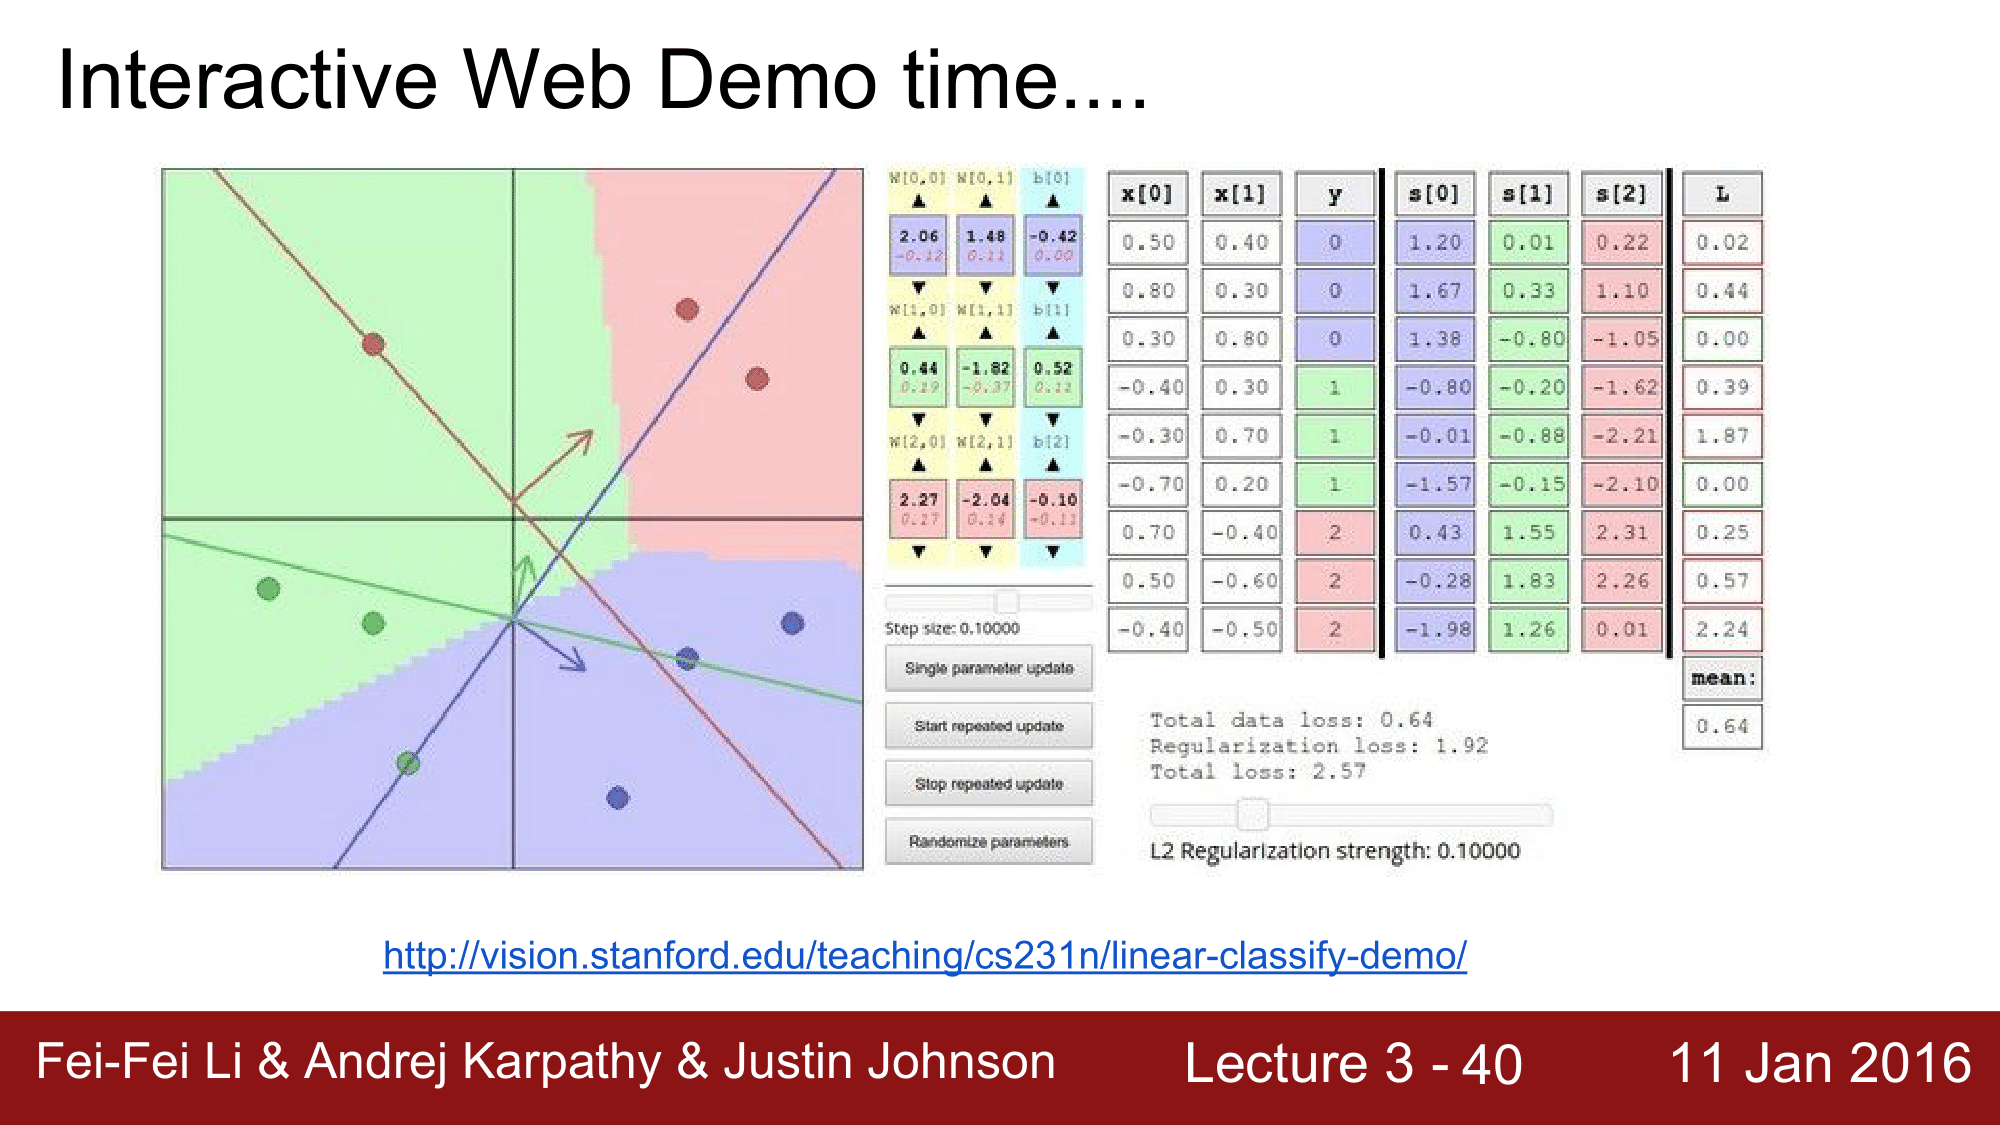 Interactive Web Demo time....
W[0,0] W[0,1] b[0]
2.06 1.48 -0.42
-0.12 0.11 0.00
W[1,0] W[1,1] b[1]
0.44 -1.82 0.52
0.19 -0.37 0.11
W[2,0] W[2,1] b[2]
2.27 -2.04 -0.10
0.27 0.14 -0.11
Step size: 0.10000
Single parameter update
Start repeated update
Stop repeated update
Randomize parameters
x[0] x[1] y s[0] s[1] s[2] L
0.50 0.40 0 1.20 0.01 0.22 0.02
0.80 0.30 0 1.67 0.33 1.10 0.44
0.30 0.80 0 1.38 -0.80 -1.05 0.00
-0.40 0.30 1 -0.80 -0.20 -1.62 0.39
-0.30 0.70 1 -0.01 -0.88 -2.21 1.87
-0.70 0.20 1 -1.57 -0.15 -2.10 0.00
0.70 -0.40 2 0.43 1.55 2.31 0.25
0.50 -0.60 2 -0.28 1.83 2.26 0.57
-0.40 -0.50 2 -1.98 1.26 0.01 2.24
mean:
0.64
Total data loss: 0.64
Regularization loss: 1.92
Total loss: 2.57
L2 Regularization strength: 0.10000
http://vision.stanford.edu/teaching/cs231n/linear-classify-demo/
Fei-Fei Li & Andrej Karpathy & Justin Johnson Lecture 3 - 40 11 Jan 2016